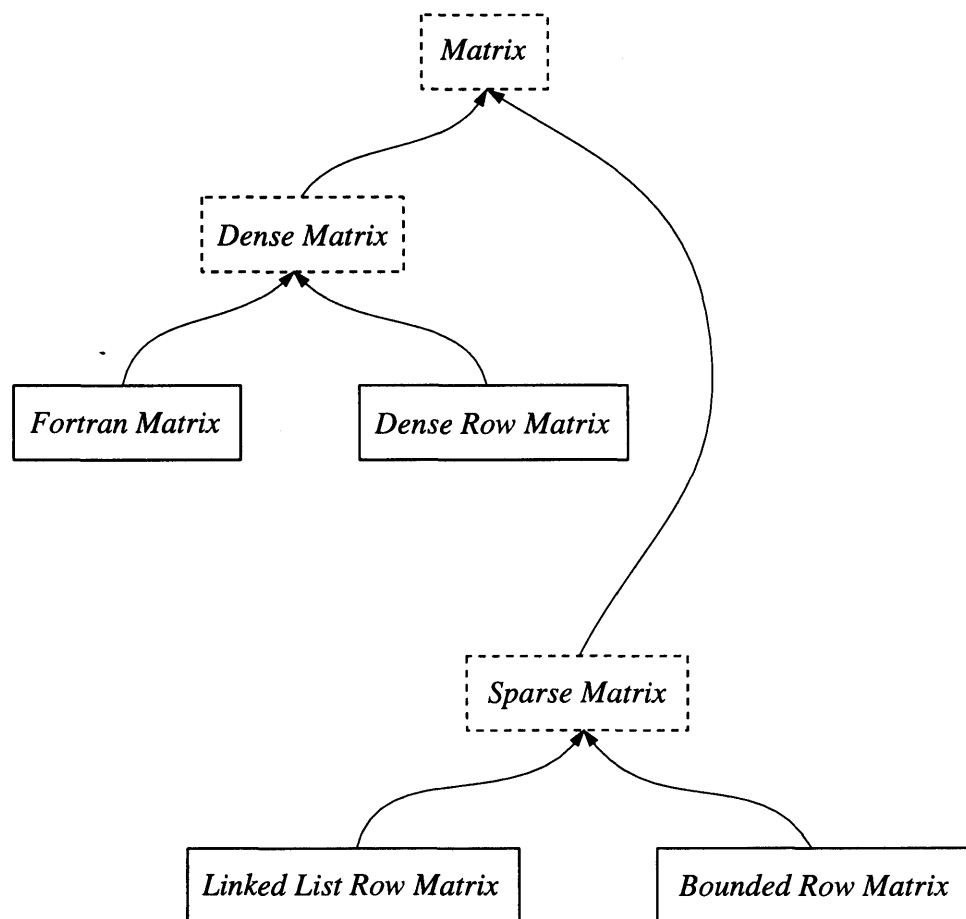 Matrix
Dense Matrix
Fortran Matrix
Dense Row Matrix
Sparse Matrix
Linked List Row Matrix
Bounded Row Matrix